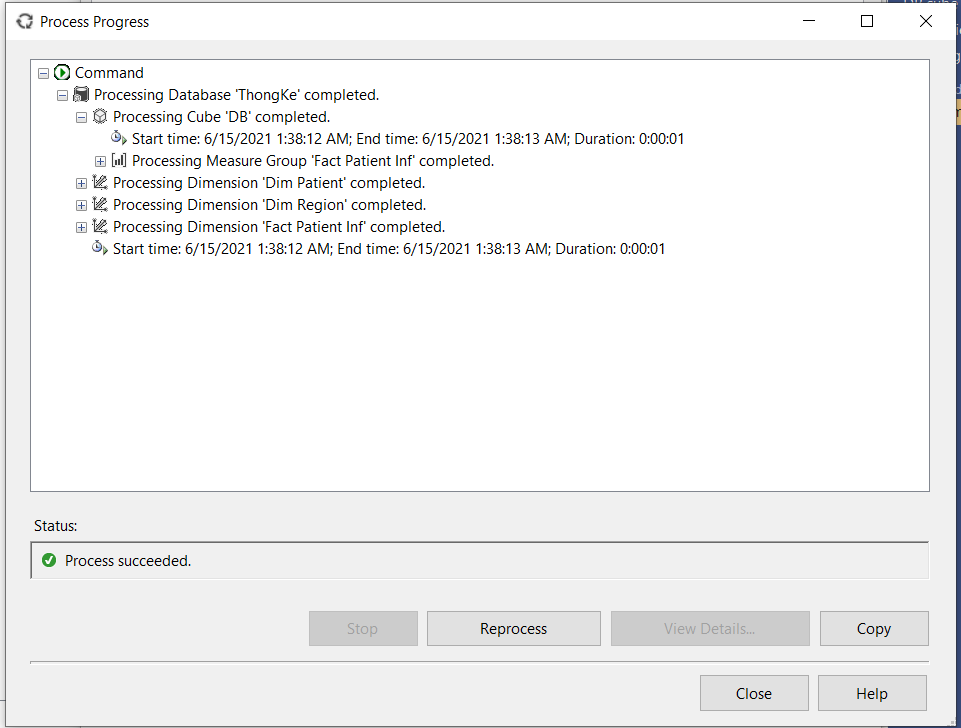 Process Progress
Command
Processing Database 'ThongKe' completed.
Processing Cube 'DB' completed.
Start time: 6/15/2021 1:38:12 AM; End time: 6/15/2021 1:38:13 AM; Duration: 0:00:01
Processing Measure Group 'Fact Patient Inf' completed.
Processing Dimension 'Dim Patient' completed.
Processing Dimension 'Dim Region' completed.
Processing Dimension 'Fact Patient Inf' completed.
Start time: 6/15/2021 1:38:12 AM; End time: 6/15/2021 1:38:13 AM; Duration: 0:00:01
Status:
Process succeeded.
Stop
Reprocess
View Details...
Copy
Close
Help